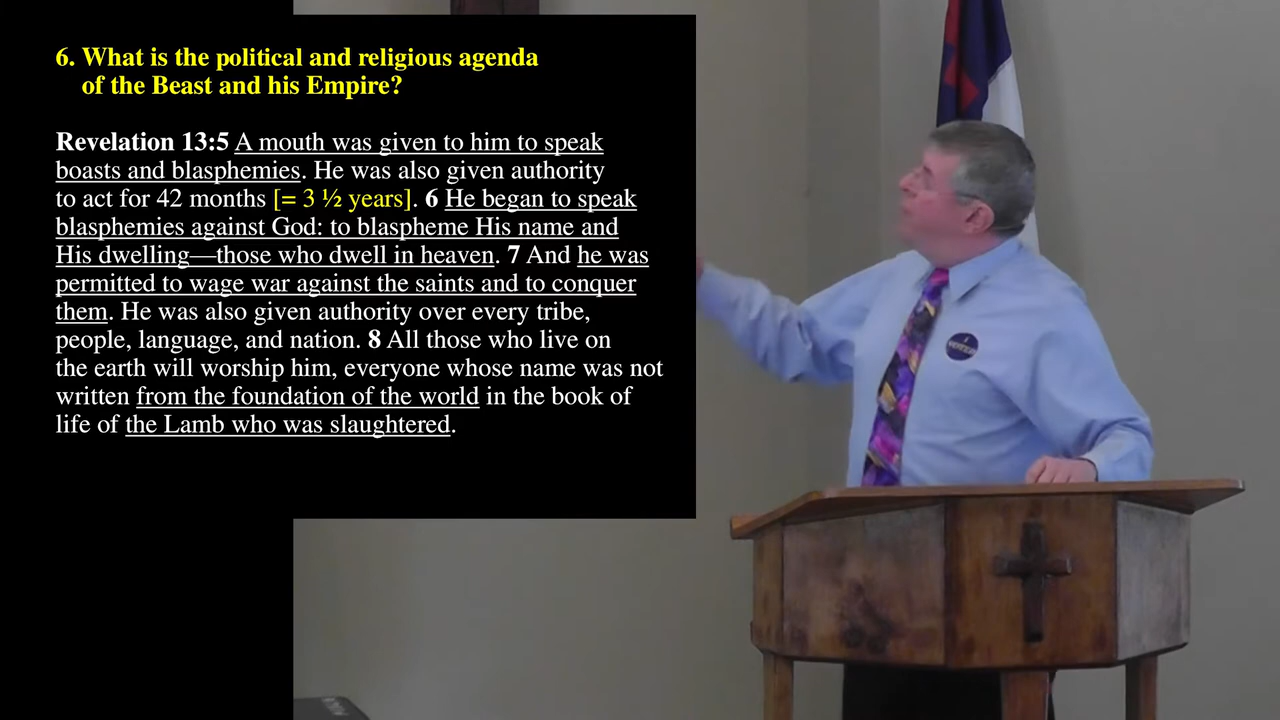 6. What is the political and religious agenda
of the Beast and his Empire?
Revelation 13:5 A mouth was given to him to speak
boasts and blasphemies. He was also given authority
to act for 42 months [= 3 ½ years]. 6 He began to speak
blasphemies against God: to blaspheme His name and
His dwelling—those who dwell in heaven. 7 And he was
permitted to wage war against the saints and to conquer
them. He was also given authority over every tribe,
people, language, and nation. 8 All those who live on
the earth will worship him, everyone whose name was not
written from the foundation of the world in the book of
life of the Lamb who was slaughtered.